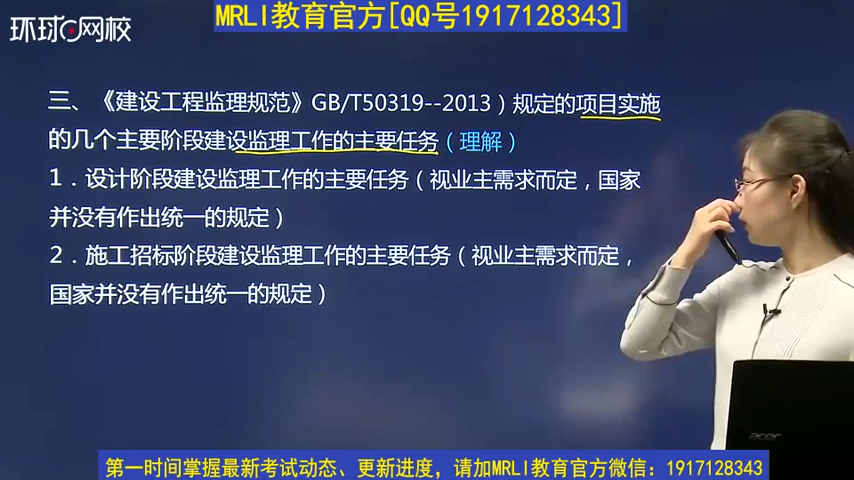 MRLI教育官方[QQ号1917128343]
环球网校
三、《建设工程监理规范》GB/T50319--2013）规定的项目实施
的几个主要阶段建设监理工作的主要任务（理解）
1．设计阶段建设监理工作的主要任务（视业主需求而定，国家
并没有作出统一的规定）
2．施工招标阶段建设监理工作的主要任务（视业主需求而定，
国家并没有作出统一的规定）
acer
第一时间掌握最新考试动态、更新进度，请加MRLI教育官方微信：1917128343